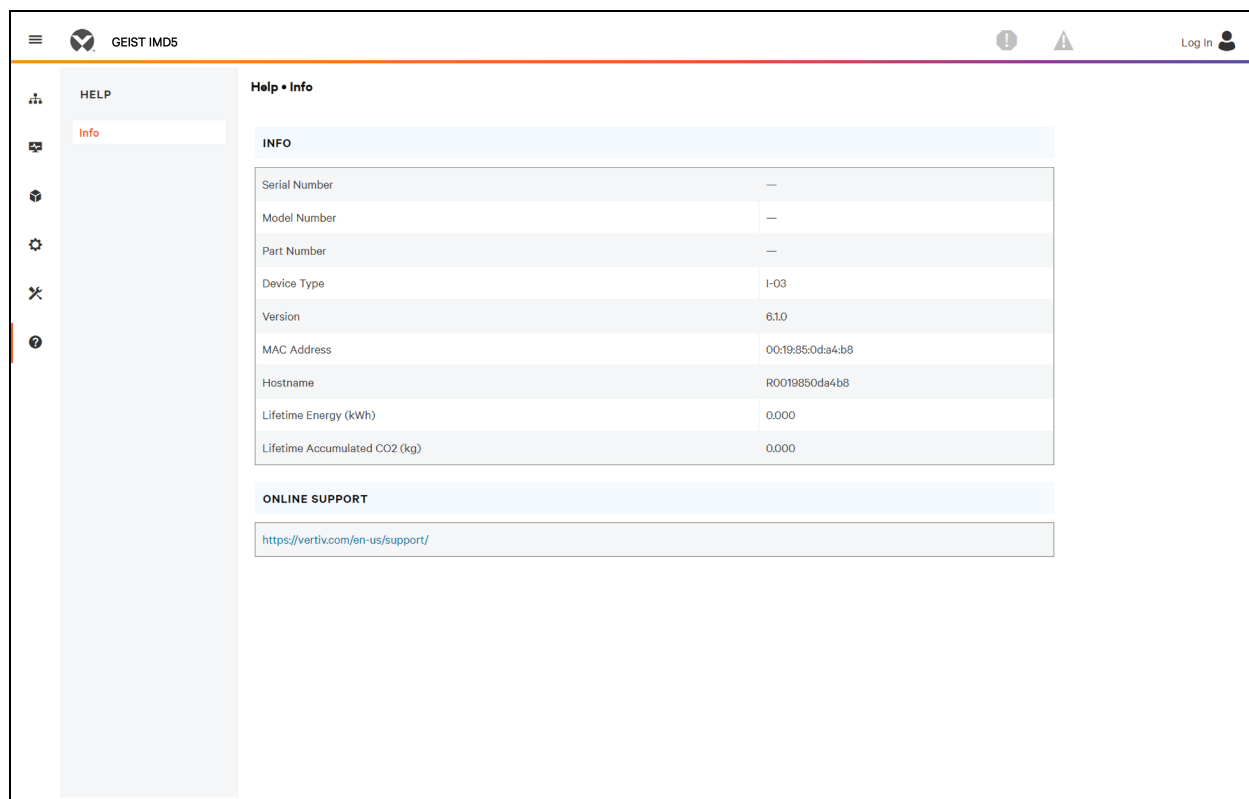 GEIST IMD5
Log In
HELP
Info
Help • Info
INFO
Serial Number —
Model Number —
Part Number —
Device Type I-03
Version 6.1.0
MAC Address 00:19:85:0d:a4:b8
Hostname R0019850da4b8
Lifetime Energy (kWh) 0.000
Lifetime Accumulated CO2 (kg) 0.000
ONLINE SUPPORT
https://vertiv.com/en-us/support/